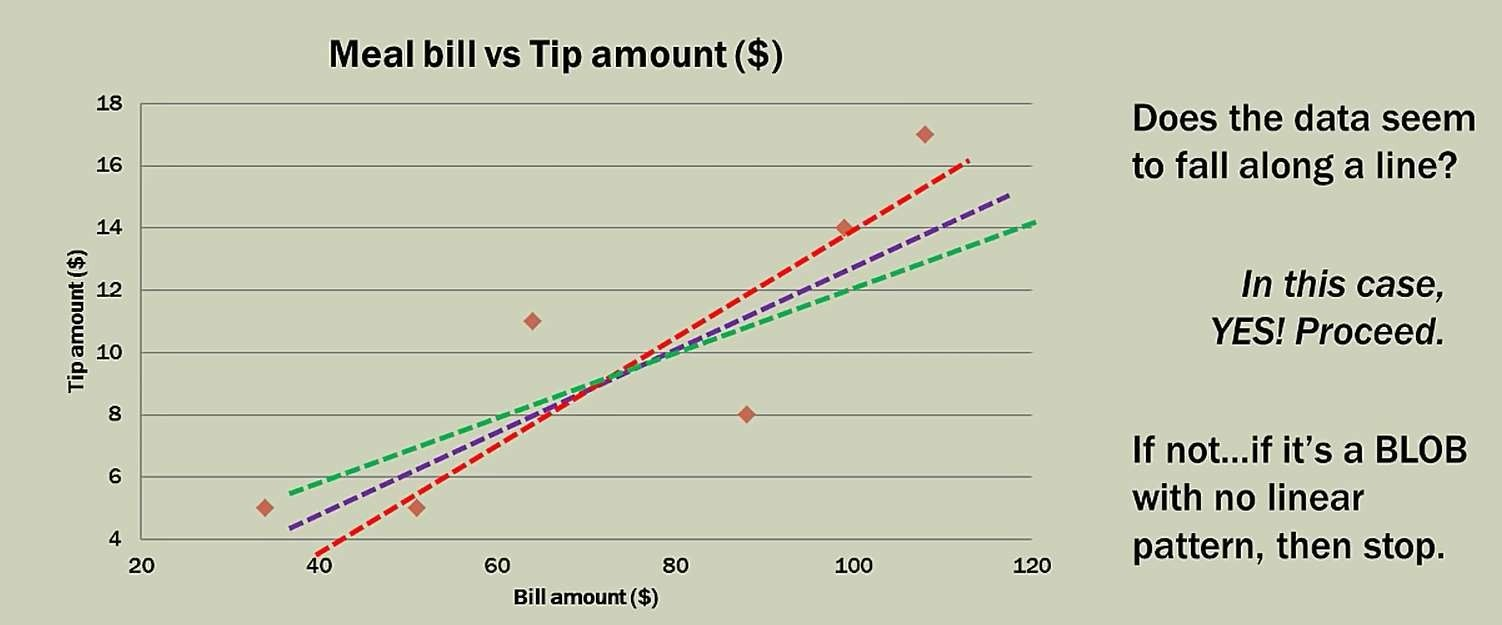 Meal bill vs Tip amount ($)
18
16
14
12
10
8
6
4
Tip amount ($)
20 40 60 80 100 120
Bill amount ($)
Does the data seem
to fall along a line?
In this case,
YES! Proceed.
If not...if it's a BLOB
with no linear
pattern, then stop.